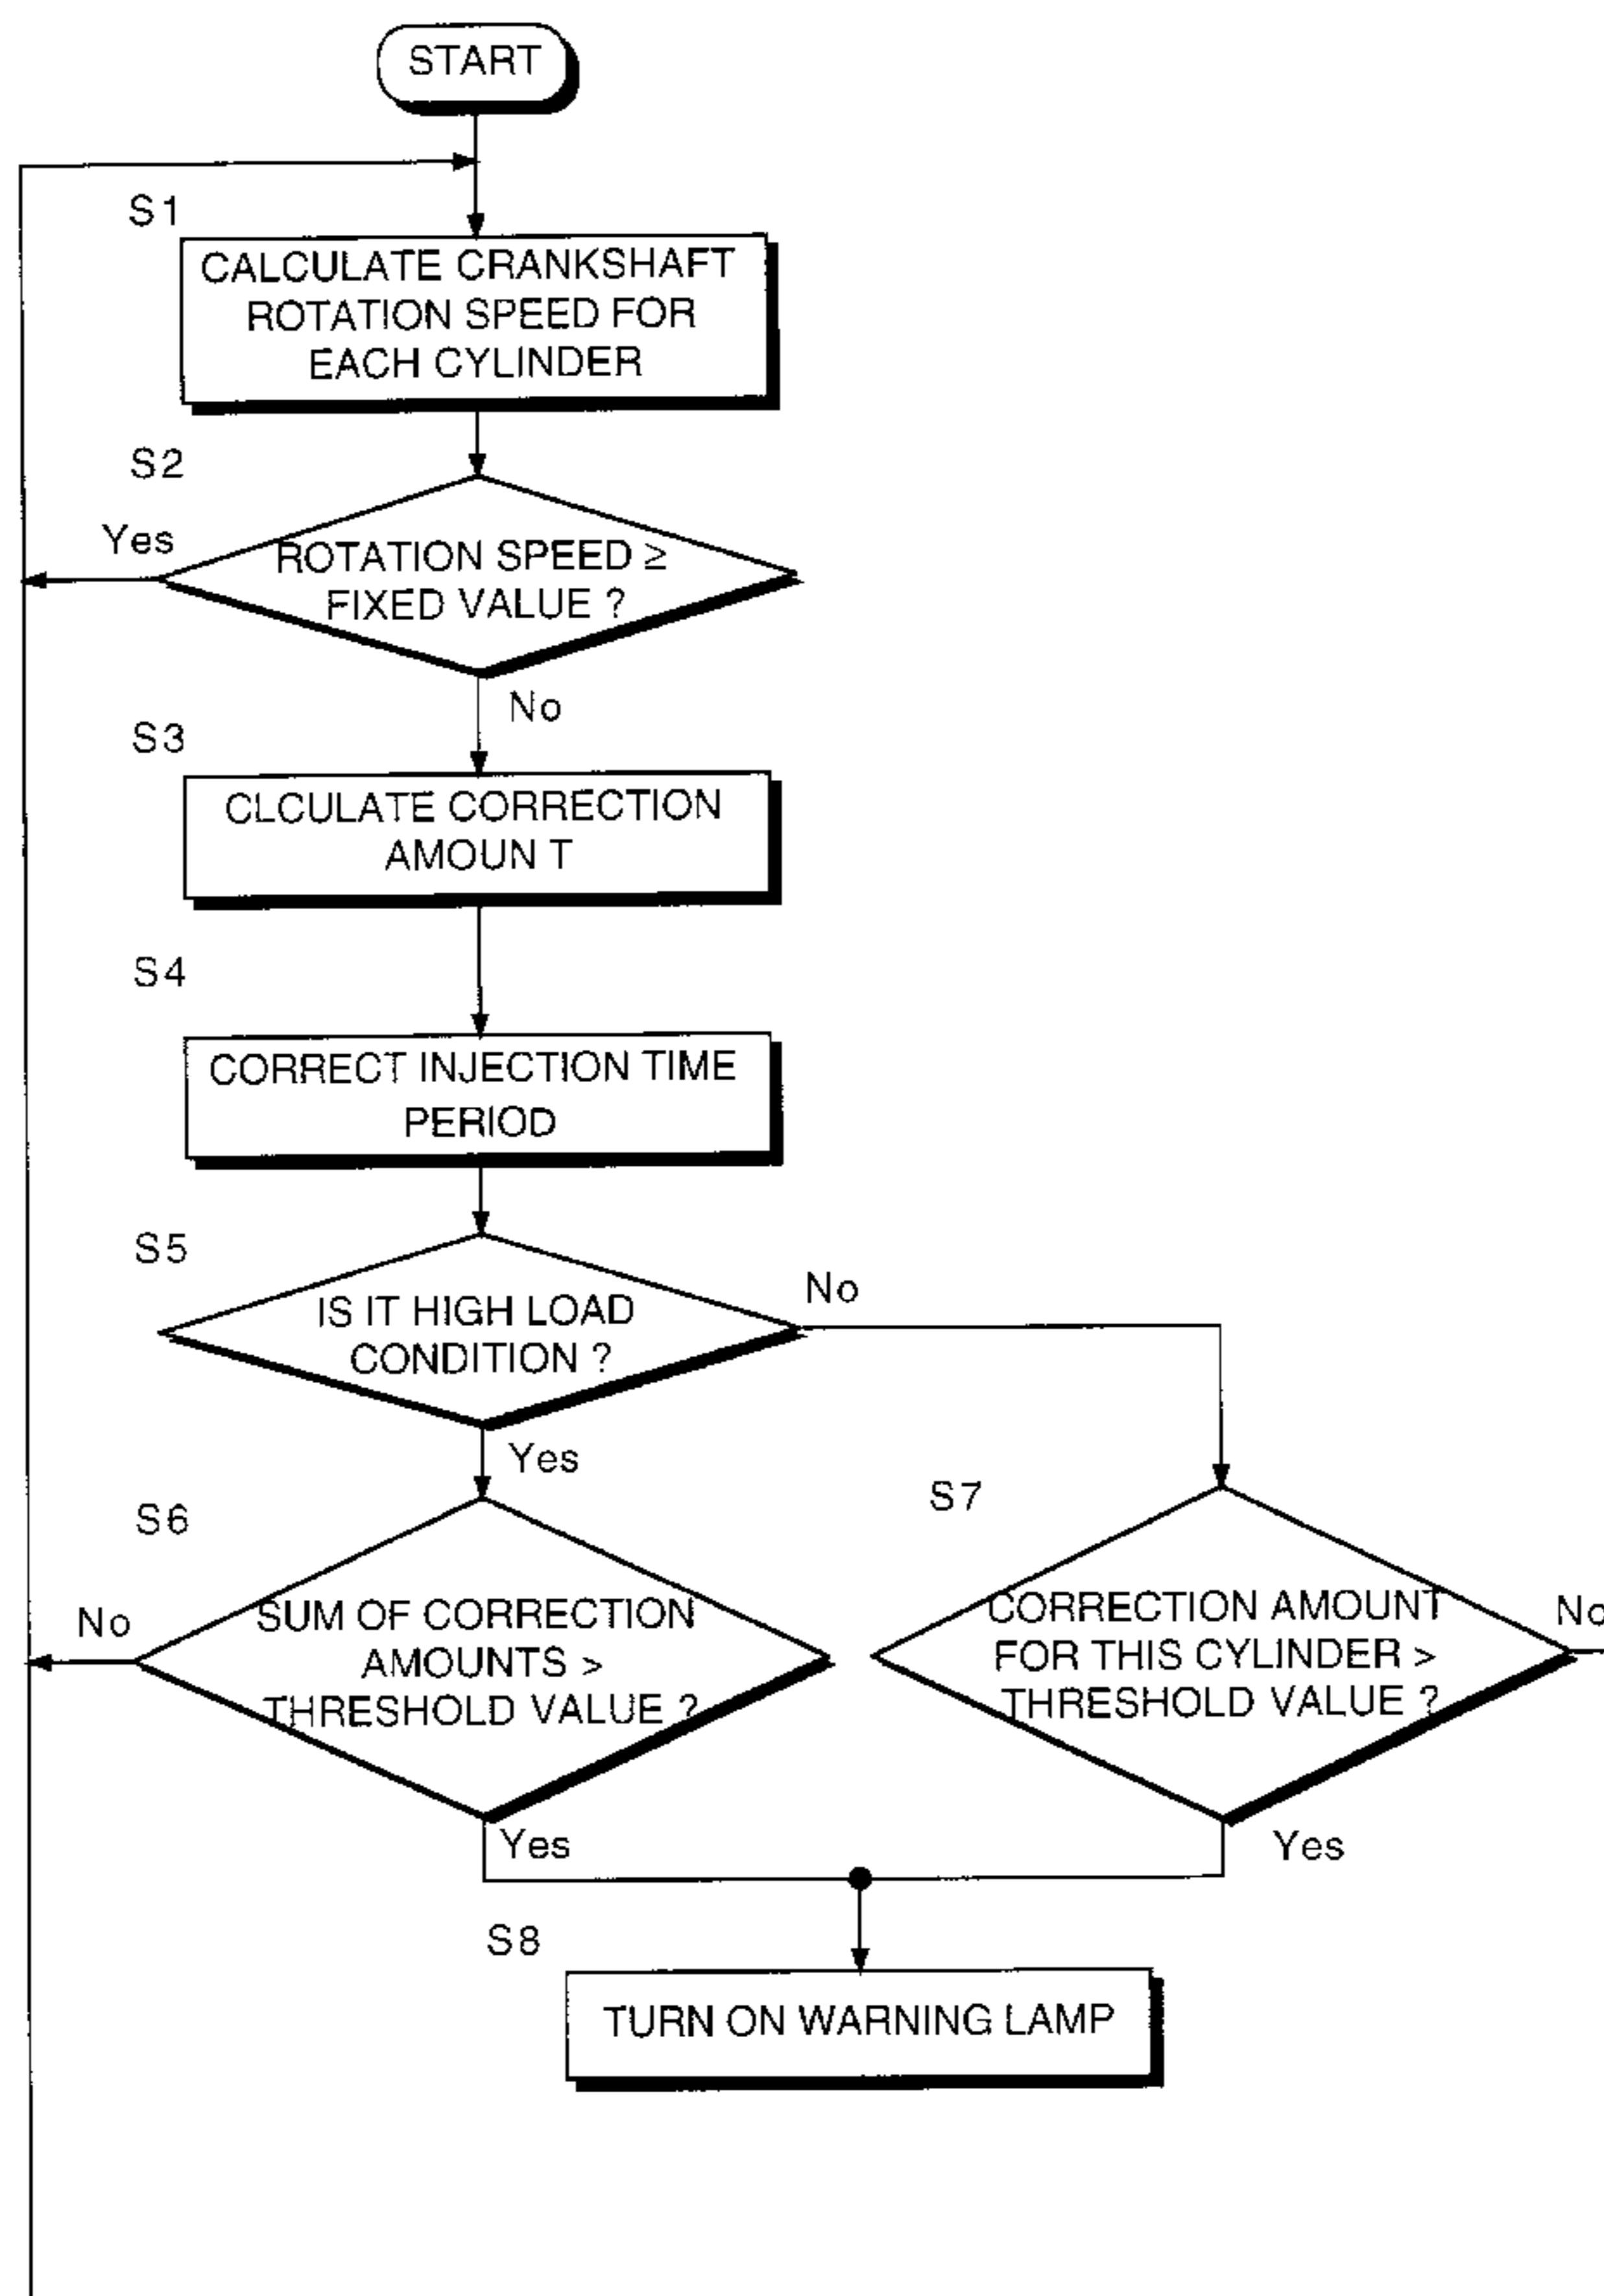 START
S1
CALCULATE CRANKSHAFT
ROTATION SPEED FOR
EACH CYLINDER
S2
Yes
ROTATION SPEED ≥
FIXED VALUE ?
No
S3
CLCULATE CORRECTION
AMOUN T
S4
CORRECT INJECTION TIME
PERIOD
S5
IS IT HIGH LOAD
CONDITION ?
No
Yes
S6
No
SUM OF CORRECTION
AMOUNTS >
THRESHOLD VALUE ?
Yes
S7
CORRECTION AMOUNT
FOR THIS CYLINDER >
THRESHOLD VALUE ?
No
Yes
S8
TURN ON WARNING LAMP